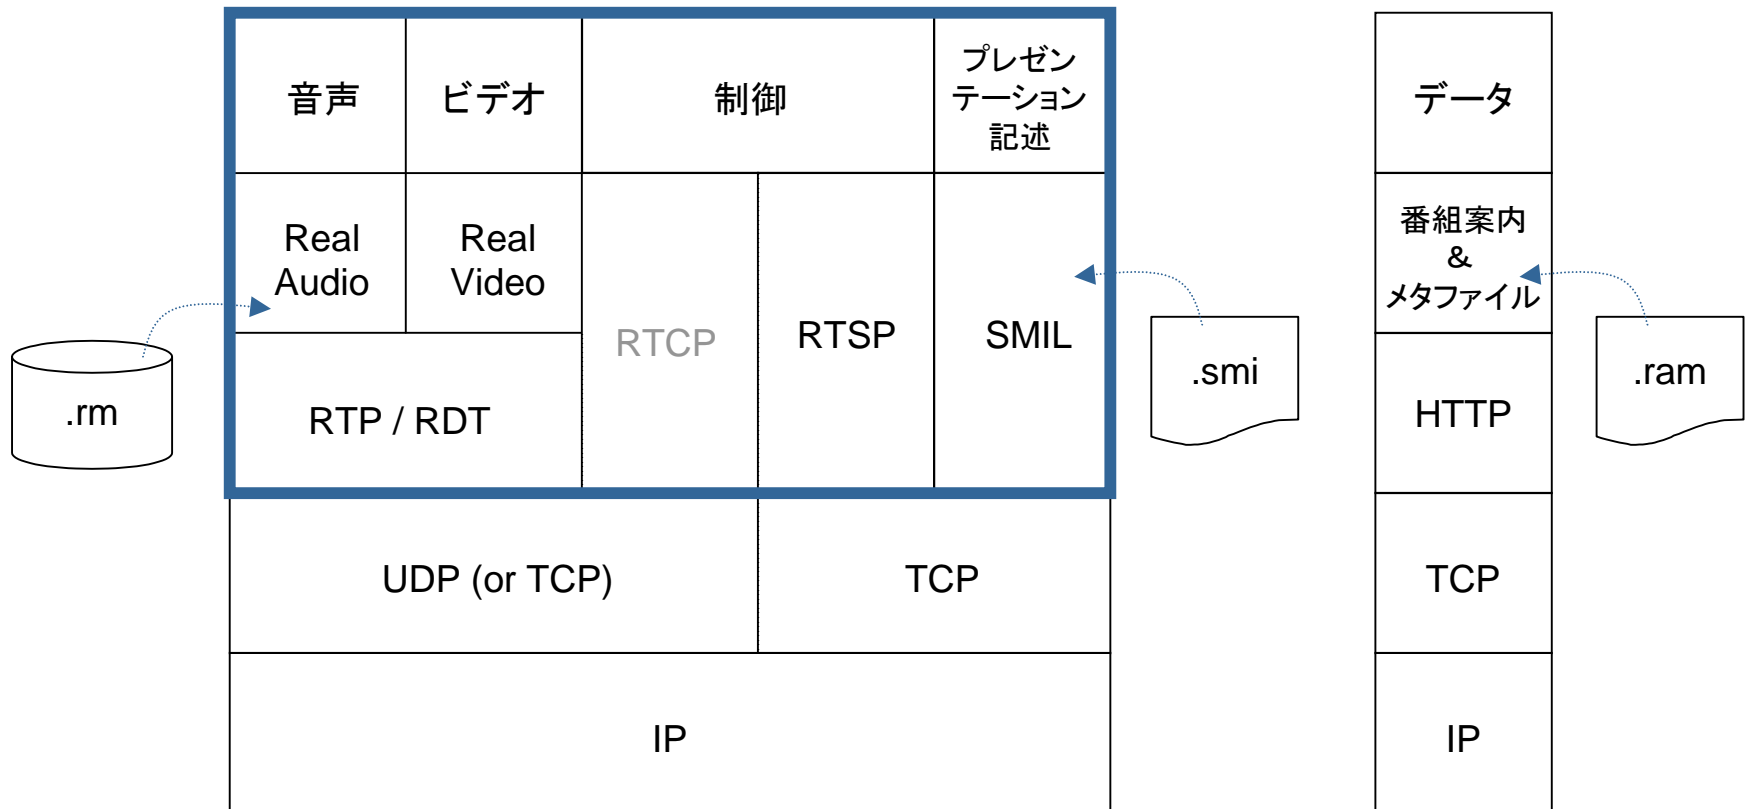 音声
ビデオ
制御
プレゼン
テーション
記述
データ
Real
Audio
Real
Video
RTCP
RTSP
SMIL
番組案内
&
メタファイル
.rm
RTP / RDT
.smi
HTTP
.ram
UDP (or TCP)
TCP
TCP
IP
IP